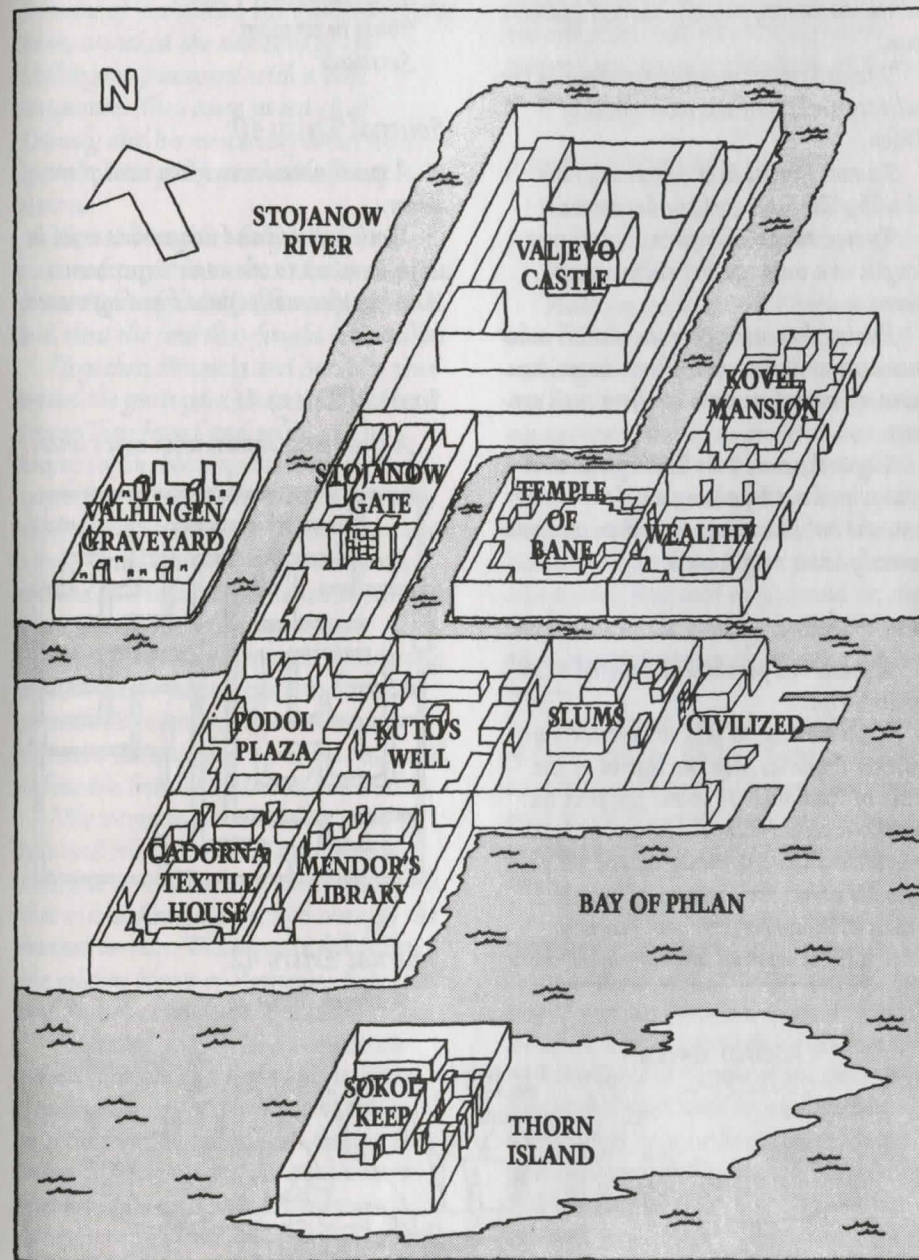 N
STOJANOW
RIVER
VALJEVO
CASTLE
KOVEL
MANSION
STOJANOW
GATE
VALHINGEN
GRAVEYARD
TEMPLE
OF
BANE
WEALTHY
PODOL
PLAZA
KUTO'S
WELL
SLUMS
CIVILIZED
CADORNA
TEXTILE
HOUSE
MENDOR'S
LIBRARY
BAY OF PHLAN
SOKOL
KEEP
THORN
ISLAND